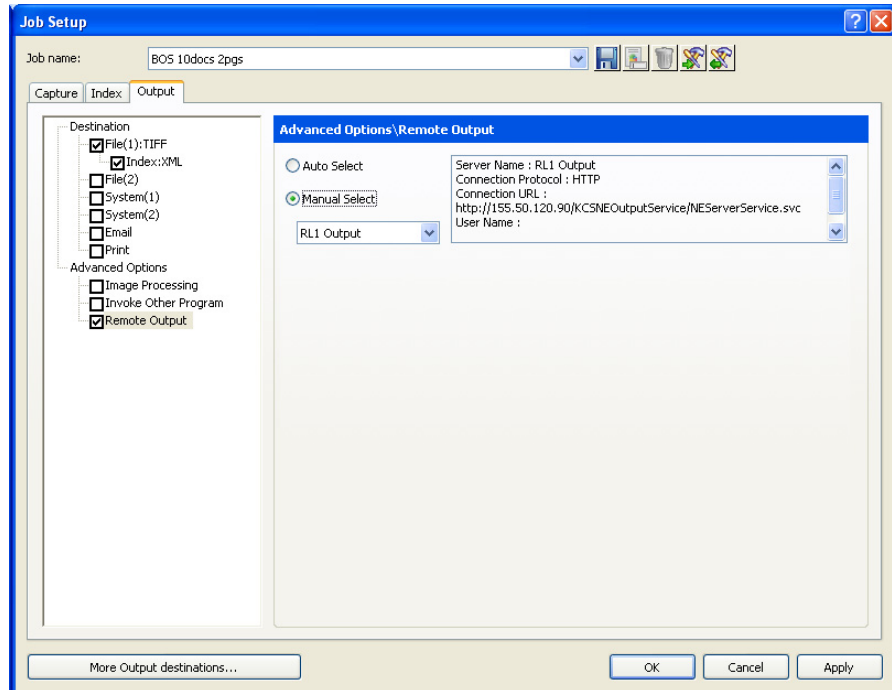 Job Setup
Job name: BOS 10docs 2pgs
Capture Index Output
Destination
File(1):TIFF
Index:XML
File(2)
System(1)
System(2)
Email
Print
Advanced Options
Image Processing
Invoke Other Program
Remote Output
Advanced Options\Remote Output
Auto Select
Manual Select
RL1 Output
Server Name : RL1 Output
Connection Protocol : HTTP
Connection URL :
http://155.50.120.90/KCSNEOutputService/NEServerService.svc
User Name :
More Output destinations... OK Cancel Apply